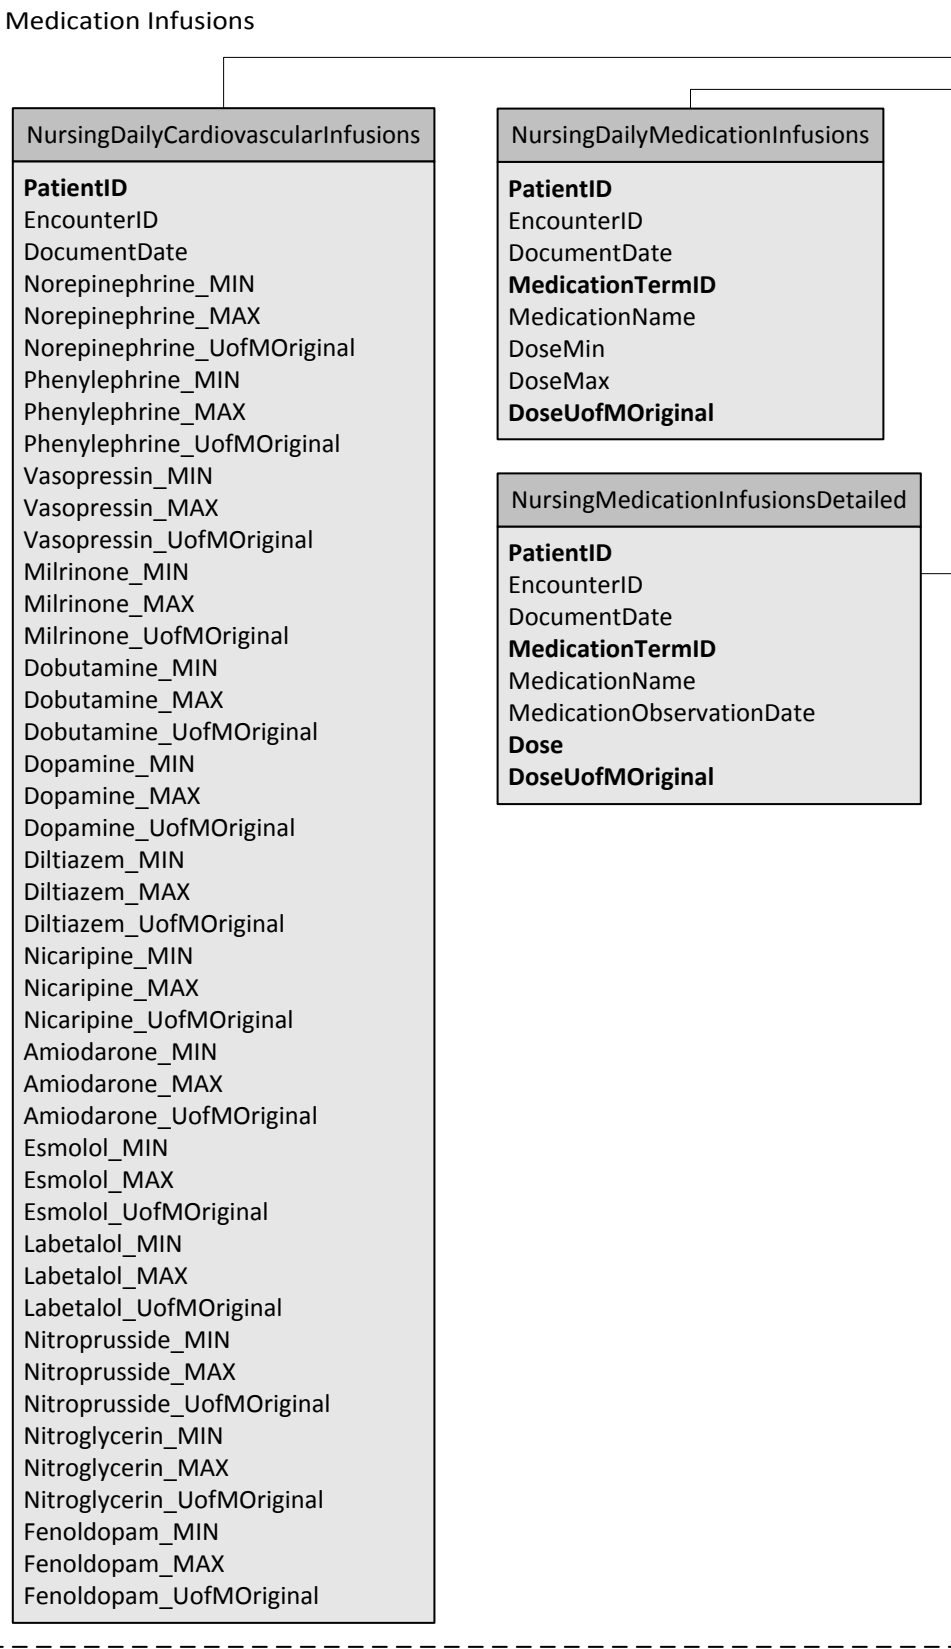 Medication Infusions
NursingDailyCardiovascularInfusions
PatientID
EncounterID
DocumentDate
Norepinephrine_MIN
Norepinephrine_MAX
Norepinephrine_UofMOriginal
Phenylephrine_MIN
Phenylephrine_MAX
Phenylephrine_UofMOriginal
Vasopressin_MIN
Vasopressin_MAX
Vasopressin_UofMOriginal
Milrinone_MIN
Milrinone_MAX
Milrinone_UofMOriginal
Dobutamine_MIN
Dobutamine_MAX
Dobutamine_UofMOriginal
Dopamine_MIN
Dopamine_MAX
Dopamine_UofMOriginal
Diltiazem_MIN
Diltiazem_MAX
Diltiazem_UofMOriginal
Nicaripine_MIN
Nicaripine_MAX
Nicaripine_UofMOriginal
Amiodarone_MIN
Amiodarone_MAX
Amiodarone_UofMOriginal
Esmolol_MIN
Esmolol_MAX
Esmolol_UofMOriginal
Labetalol_MIN
Labetalol_MAX
Labetalol_UofMOriginal
Nitroprusside_MIN
Nitroprusside_MAX
Nitroprusside_UofMOriginal
Nitroglycerin_MIN
Nitroglycerin_MAX
Nitroglycerin_UofMOriginal
Fenoldopam_MIN
Fenoldopam_MAX
Fenoldopam_UofMOriginal
NursingDailyMedicationInfusions
PatientID
EncounterID
DocumentDate
MedicationTermID
MedicationName
DoseMin
DoseMax
DoseUofMOriginal
NursingMedicationInfusionsDetailed
PatientID
EncounterID
DocumentDate
MedicationTermID
MedicationName
MedicationObservationDate
Dose
DoseUofMOriginal